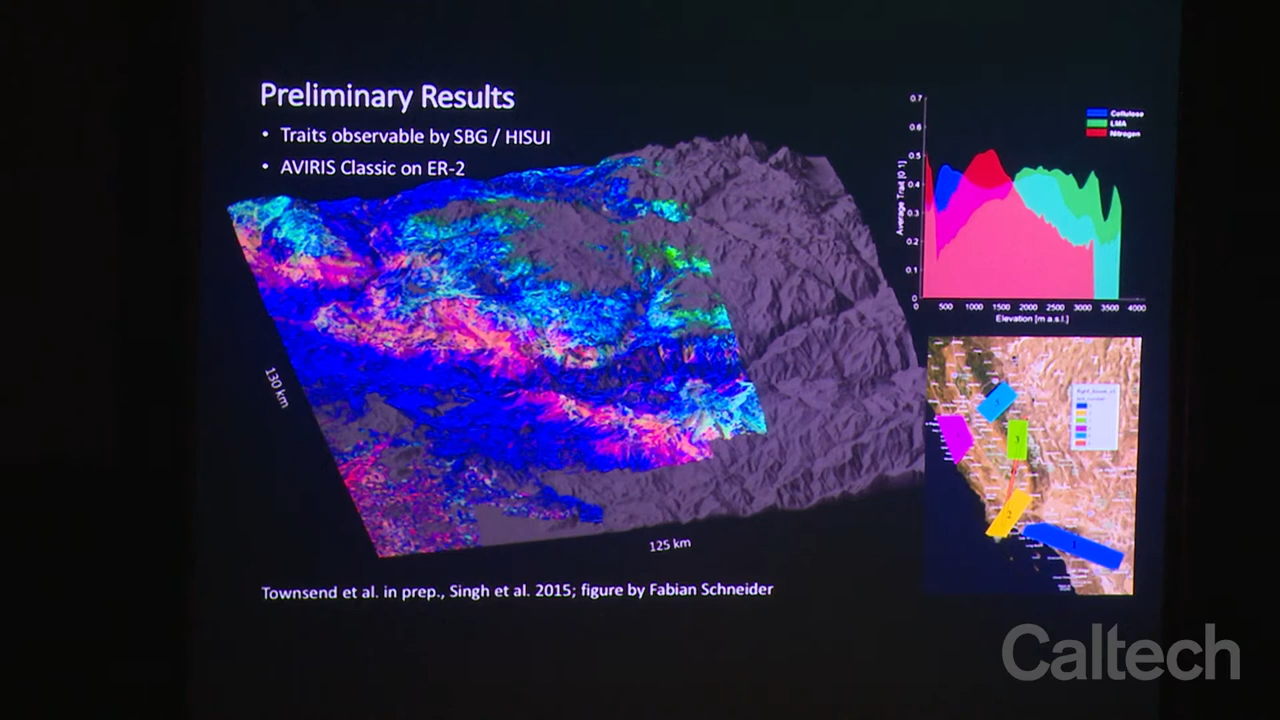 Preliminary Results
• Traits observable by SBG / HISUI
• AVIRIS Classic on ER-2
130 km
125 km
Townsend et al. in prep., Singh et al. 2015; figure by Fabian Schneider
0.7
0.6
0.5
0.4
0.3
0.2
0.1
0
Average Trait [0 1]
Cellulose
LMA
Nitrogen
0 500 1000 1500 2000 2500 3000 3500 4000
Elevation [m a.s.l.]
3
2
1
Caltech